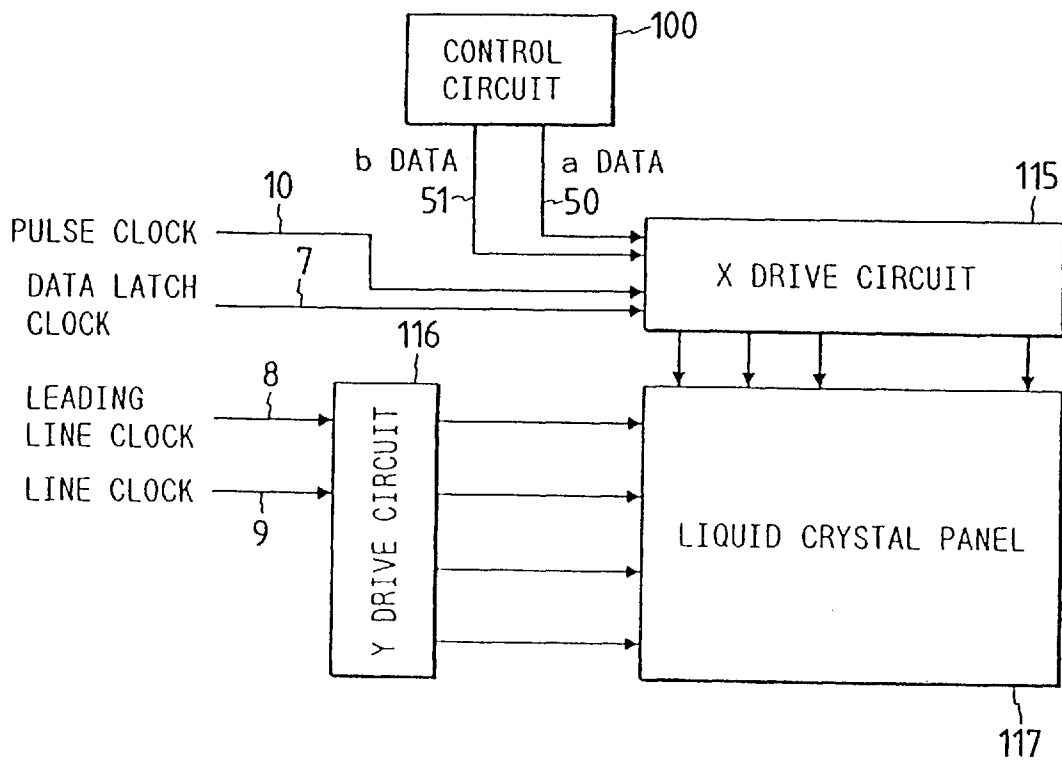 100
CONTROL
CIRCUIT
b DATA
a DATA
51
50
115
10
PULSE CLOCK
7
DATA LATCH
CLOCK
X DRIVE CIRCUIT
116
8
LEADING
LINE CLOCK
LINE CLOCK
9
Y DRIVE CIRCUIT
LIQUID CRYSTAL PANEL
117